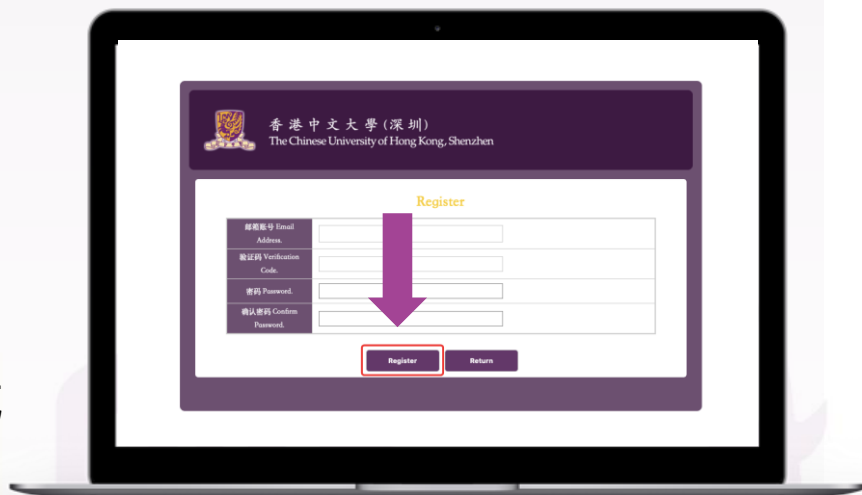 香港中文大學(深圳)
The Chinese University of Hong Kong, Shenzhen
Register
邮箱账号 Email
Address.
验证码 Verification
Code.
密码 Password.
确认密码 Confirm
Password.
Register
Return